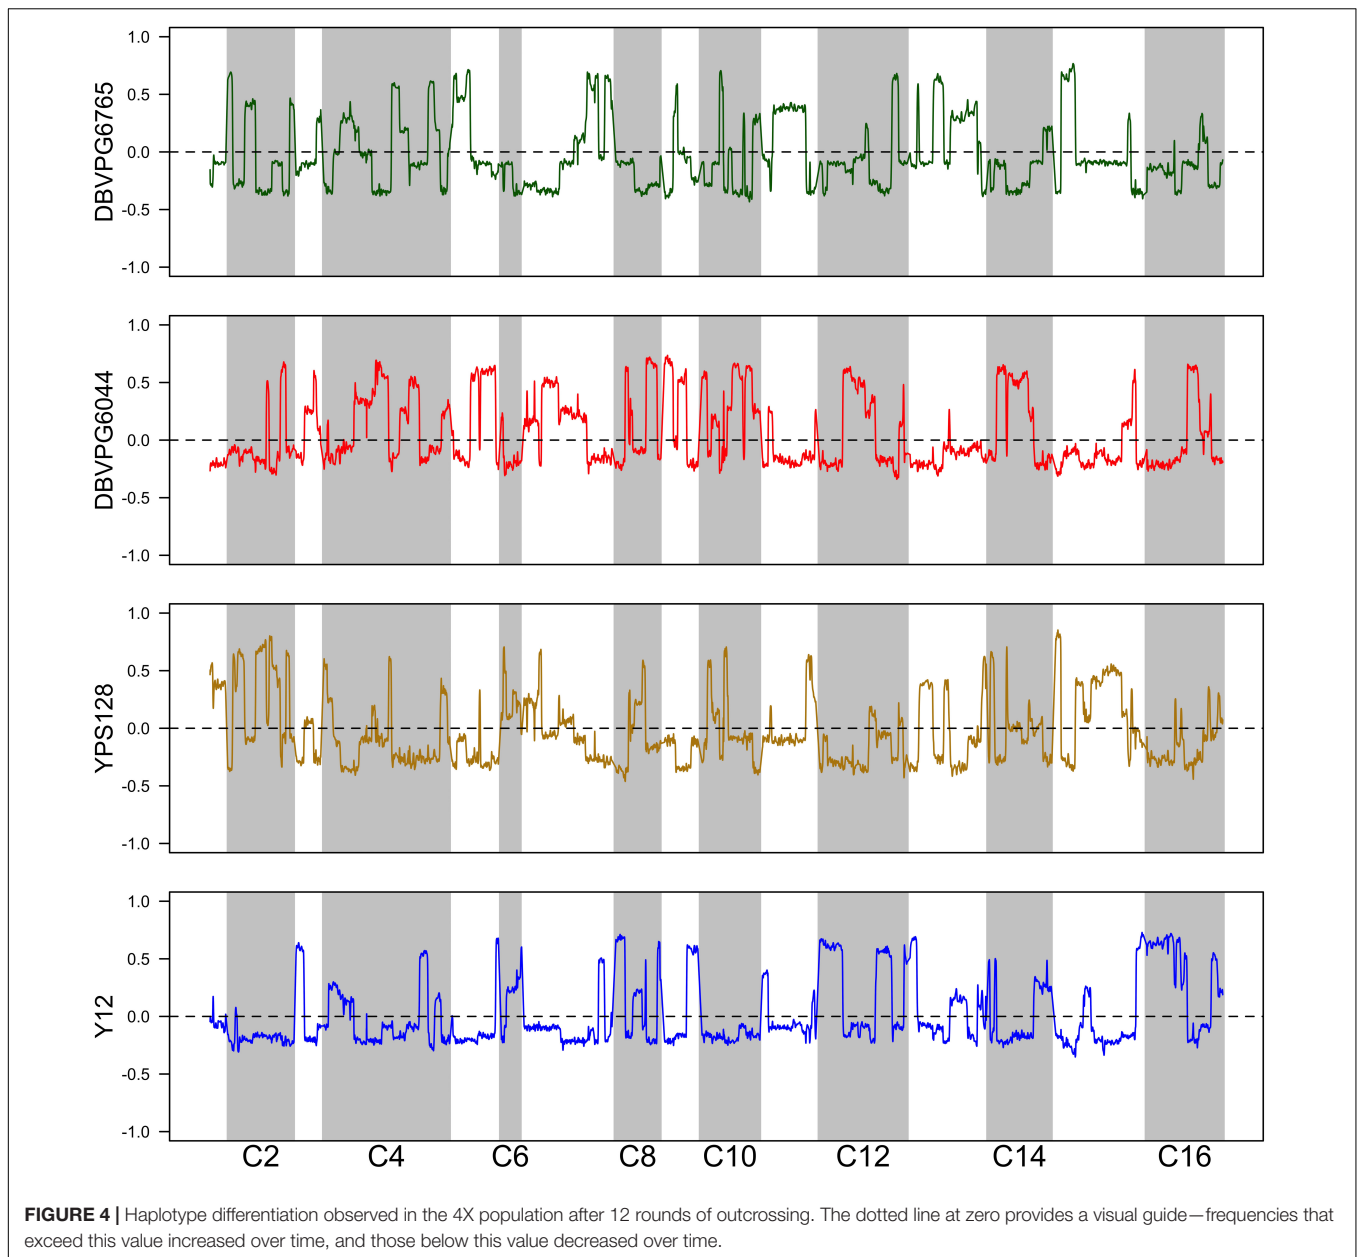 1.0
0.5
0.0
-0.5
-1.0
DBVPG6765
1.0
0.5
0.0
-0.5
-1.0
DBVPG6044
1.0
0.5
0.0
-0.5
-1.0
YPS128
1.0
0.5
0.0
-0.5
-1.0
Y12
C2 C4 C6 C8 C10 C12 C14 C16
FIGURE 4 | Haplotype differentiation observed in the 4X population after 12 rounds of outcrossing. The dotted line at zero provides a visual guide—frequencies that
exceed this value increased over time, and those below this value decreased over time.